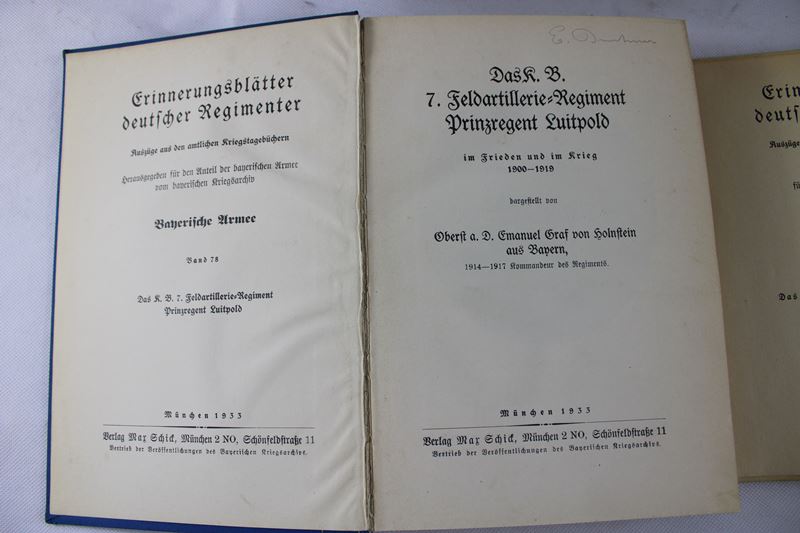 Erinnerungsblätter
deutscher Regimenter
Auszüge aus den amtlichen Kriegstagebüchern
Herausgegeben für den Anteil der bayerischen Armee
vom bayerischen Kriegsarchiv
Bayerische Armee
Band 78
Das K. B. 7. Feldartillerie-Regiment
Prinzregent Luitpold
München 1933
Verlag Max Schick, München 2 NO, Schönfeldstraße 11
Vertrieb der Veröffentlichungen des Bayerischen Kriegsarchivs.
Das K. B.
7. Feldartillerie-Regiment
Prinzregent Luitpold
im Frieden und im Krieg
1900—1919
dargestellt von
Oberst a. D. Emanuel Graf von Holnstein
aus Bayern,
1914—1917 Kommandeur des Regiments.
München 1933
Verlag Max Schick, München 2 NO, Schönfeldstraße 11
Vertrieb der Veröffentlichungen des Bayerischen Kriegsarchivs.
Das